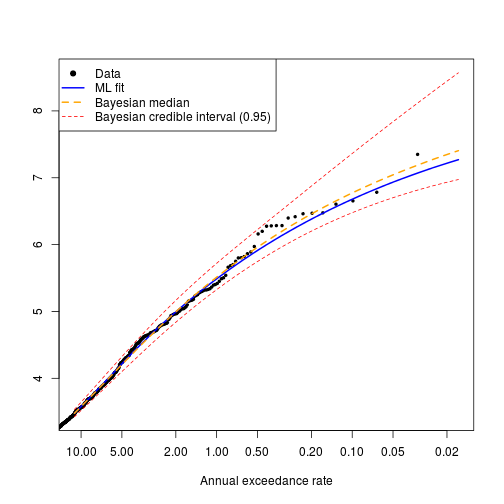 Data
ML fit
Bayesian median
Bayesian credible interval (0.95)
8
7
6
5
4
10.00 5.00 2.00 1.00 0.50 0.20 0.10 0.05 0.02
Annual exceedance rate